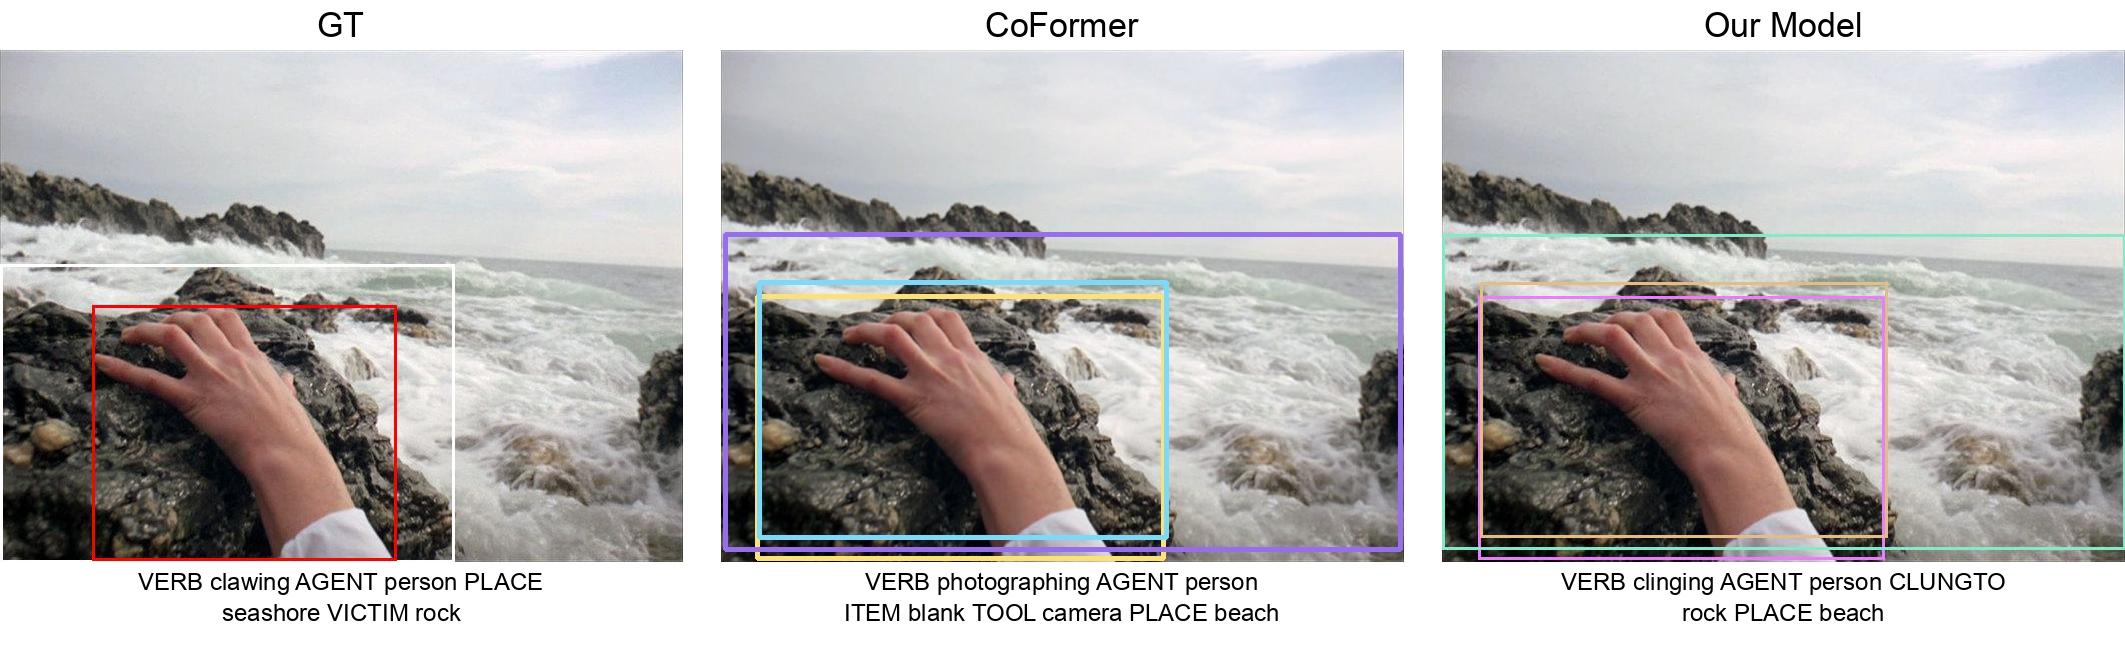 GT
CoFormer
Our Model
VERB clawing AGENT person PLACE
seashore VICTIM rock
VERB photographing AGENT person
ITEM blank TOOL camera PLACE beach
VERB clinging AGENT person CLUNGTO
rock PLACE beach